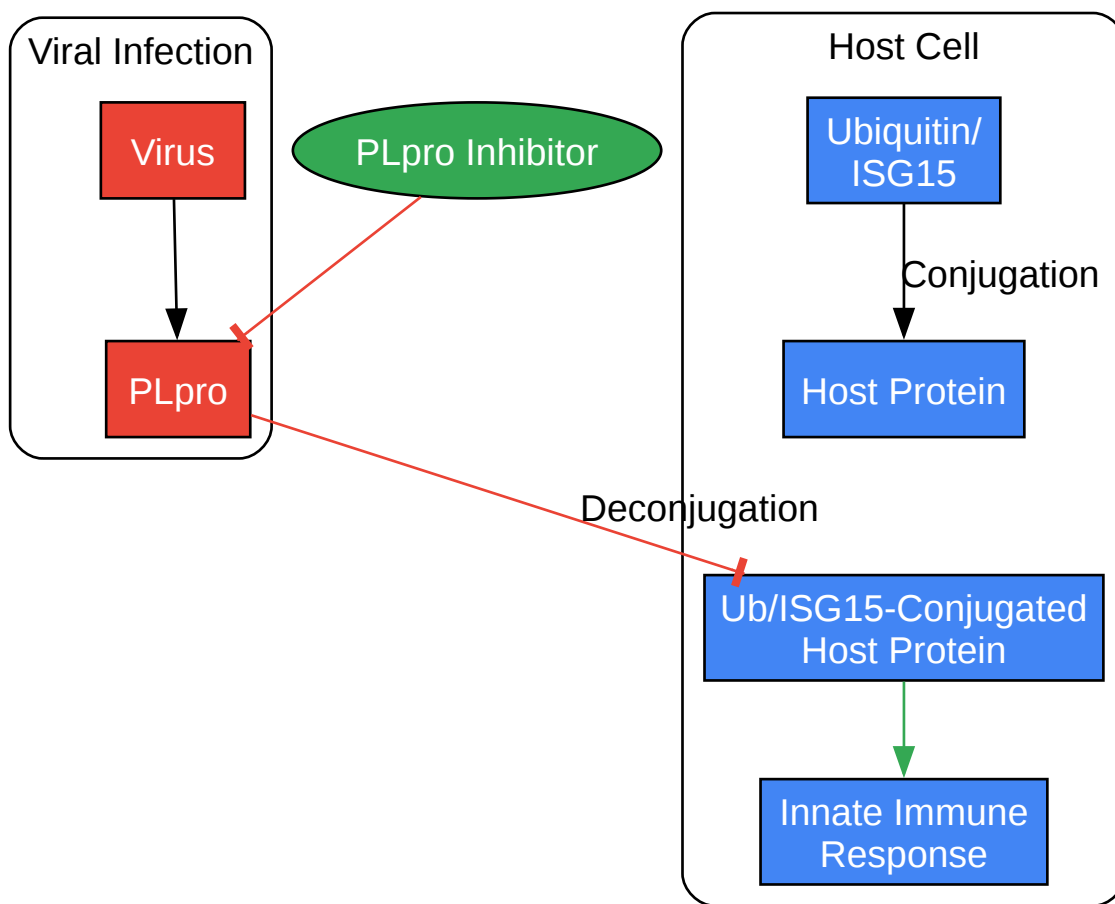 Viral Infection
Host Cell
Virus
PLpro Inhibitor
Ubiquitin/
ISG15
Conjugation
PLpro
Host Protein
Deconjugation
Ub/ISG15-Conjugated
Host Protein
Innate Immune
Response